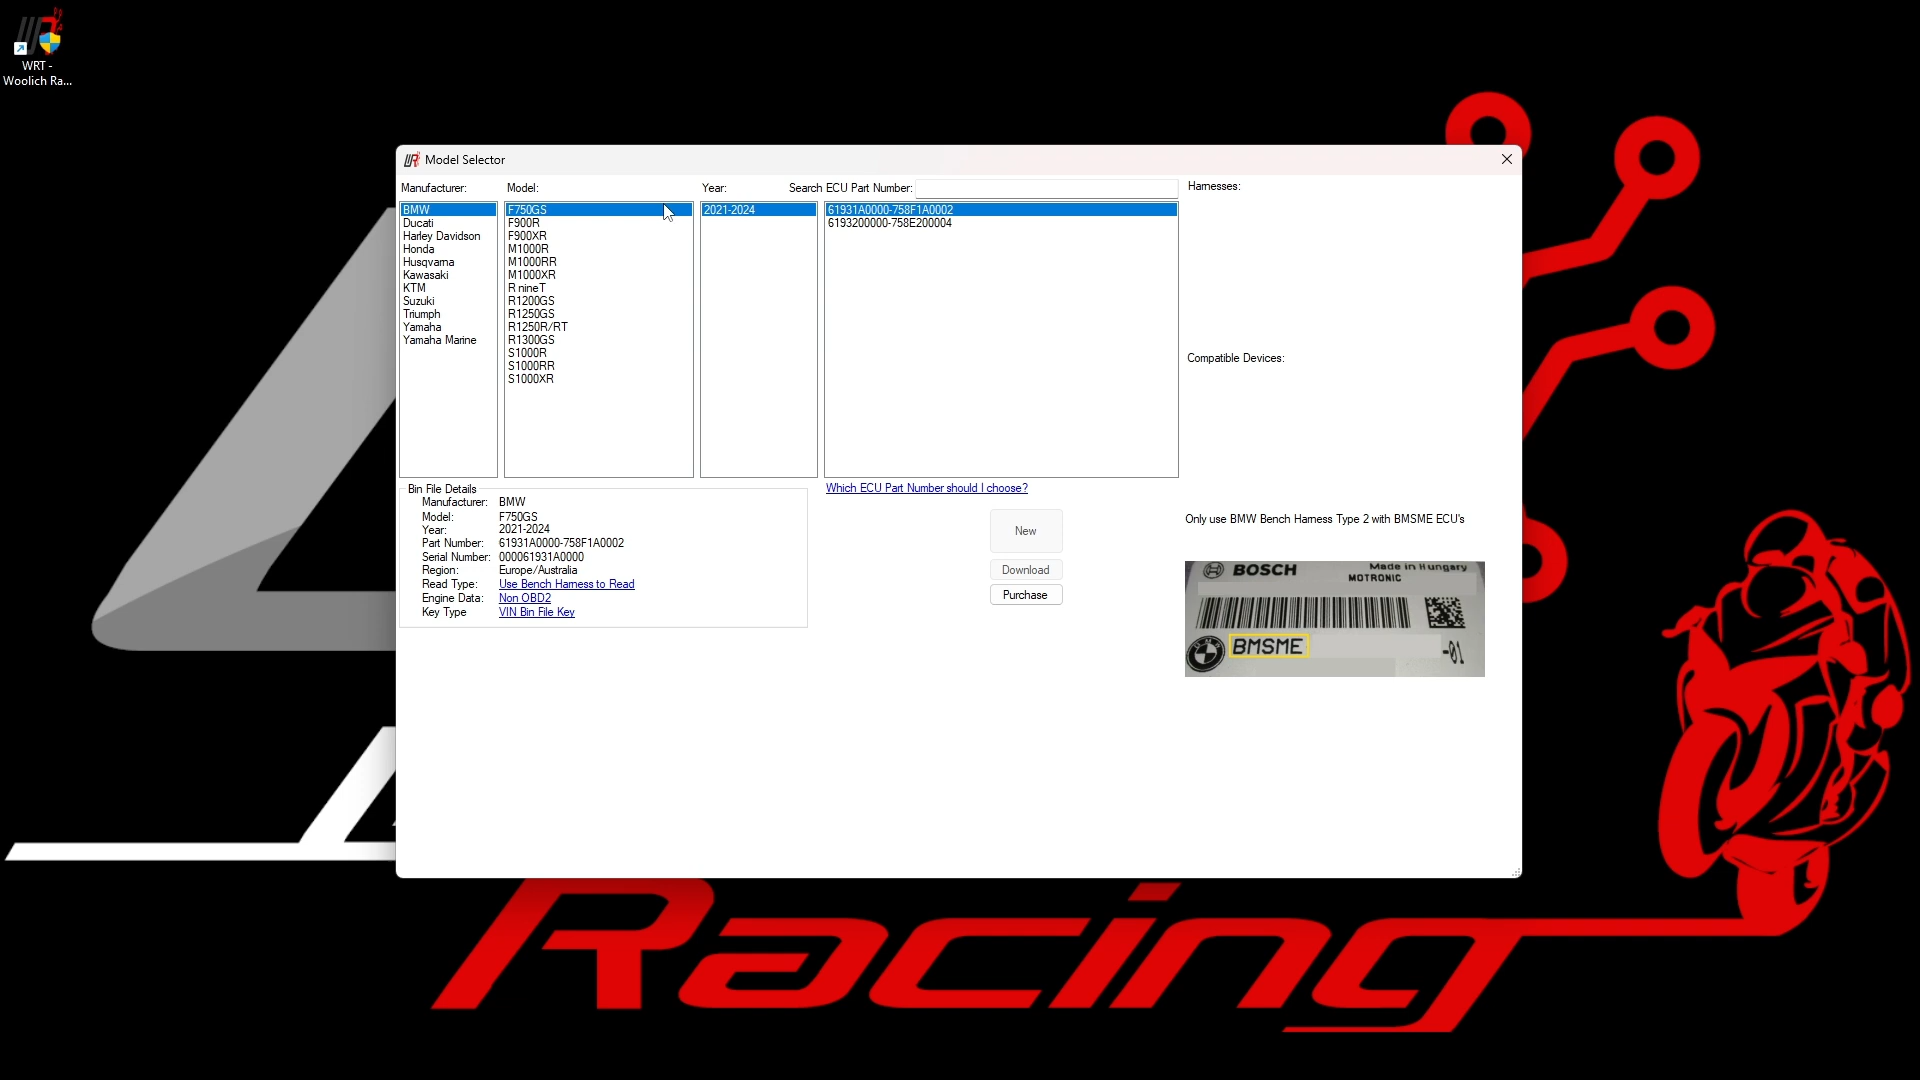 WRT -
Woolich Ra...
Model Selector
Manufacturer:
Model:
Year:
Search ECU Part Number:
Harnesses:
BMW
Ducati
Harley Davidson
Honda
Husqvarna
Kawasaki
KTM
Suzuki
Triumph
Yamaha
Yamaha Marine
F750GS
F900R
F900XR
M1000R
M1000RR
M1000XR
R nineT
R1200GS
R1250GS
R1250R/RT
R1300GS
S1000R
S1000RR
S1000XR
2021-2024
61931A0000-758F1A0002
6193200000-758E200004
Compatible Devices:
Bin File Details
Manufacturer: BMW
Model: F750GS
Year: 2021-2024
Part Number: 61931A0000-758F1A0002
Serial Number: 000061931A0000
Region: Europe/Australia
Read Type: Use Bench Harness to Read
Engine Data: Non OBD2
Key Type VIN Bin File Key
Which ECU Part Number should I choose?
New
Download
Purchase
Only use BMW Bench Harness Type 2 with BMSME ECU's
BOSCH
Made in Hungary
MOTRONIC
BMSME
-01
Racing